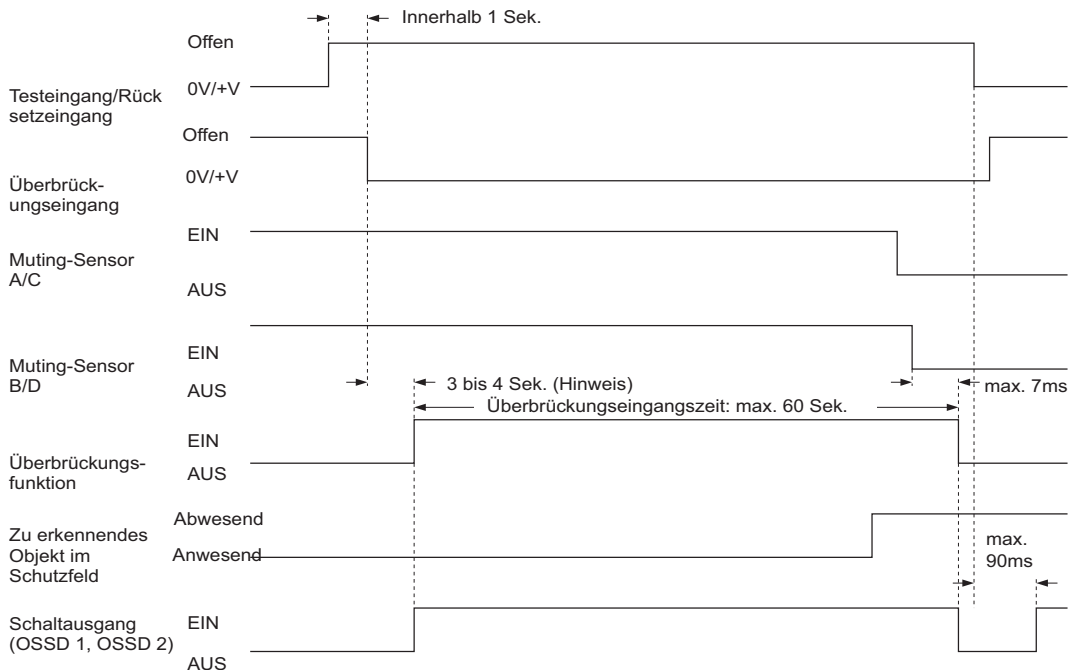 Innerhalb 1 Sek.
Offen
0V/+V
Testeingang/Rück
setzeingang
Offen
0V/+V
Überbrück-
ungseingang
EIN
Muting-Sensor
A/C
AUS
EIN
Muting-Sensor
B/D
AUS
3 bis 4 Sek. (Hinweis)
max. 7ms
Überbrückungseingangszeit: max. 60 Sek.
EIN
Überbrückungs-
funktion
AUS
Abwesend
Zu erkennendes
Objekt im
Schutzfeld
Anwesend
max.
90ms
Schaltausgang
(OSSD 1, OSSD 2)
EIN
AUS